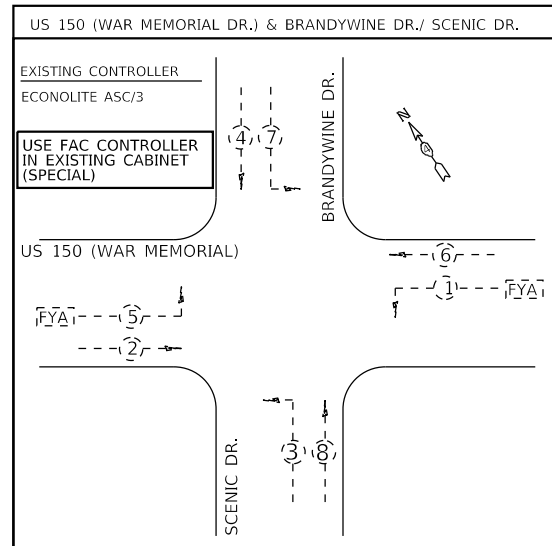 US 150 (WAR MEMORIAL DR.) & BRANDYWINE DR./ SCENIC DR.
EXISTING CONTROLLER
ECONOLITE ASC/3
USE FAC CONTROLLER
IN EXISTING CABINET
(SPECIAL)
4 7
BRANDYWINE DR.
N
4
US 150 (WAR MEMORIAL)
6
1 FYA
FYA 5
2
SCENIC DR.
3 8